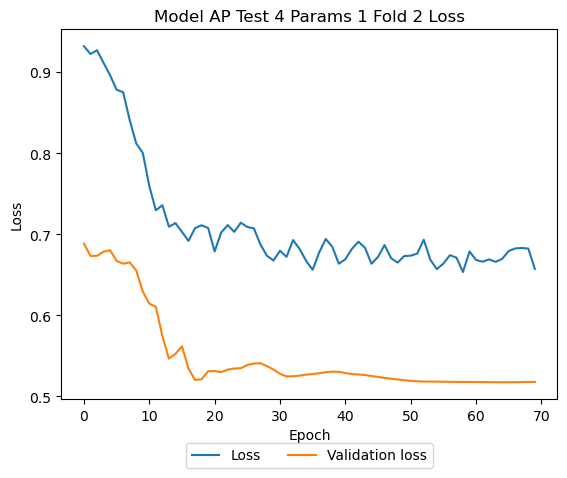 Model AP Test 4 Params 1 Fold 2 Loss
Loss
0.9
0.8
0.7
0.6
0.5
0 10 20 30 40 50 60 70
Epoch
Loss Validation loss